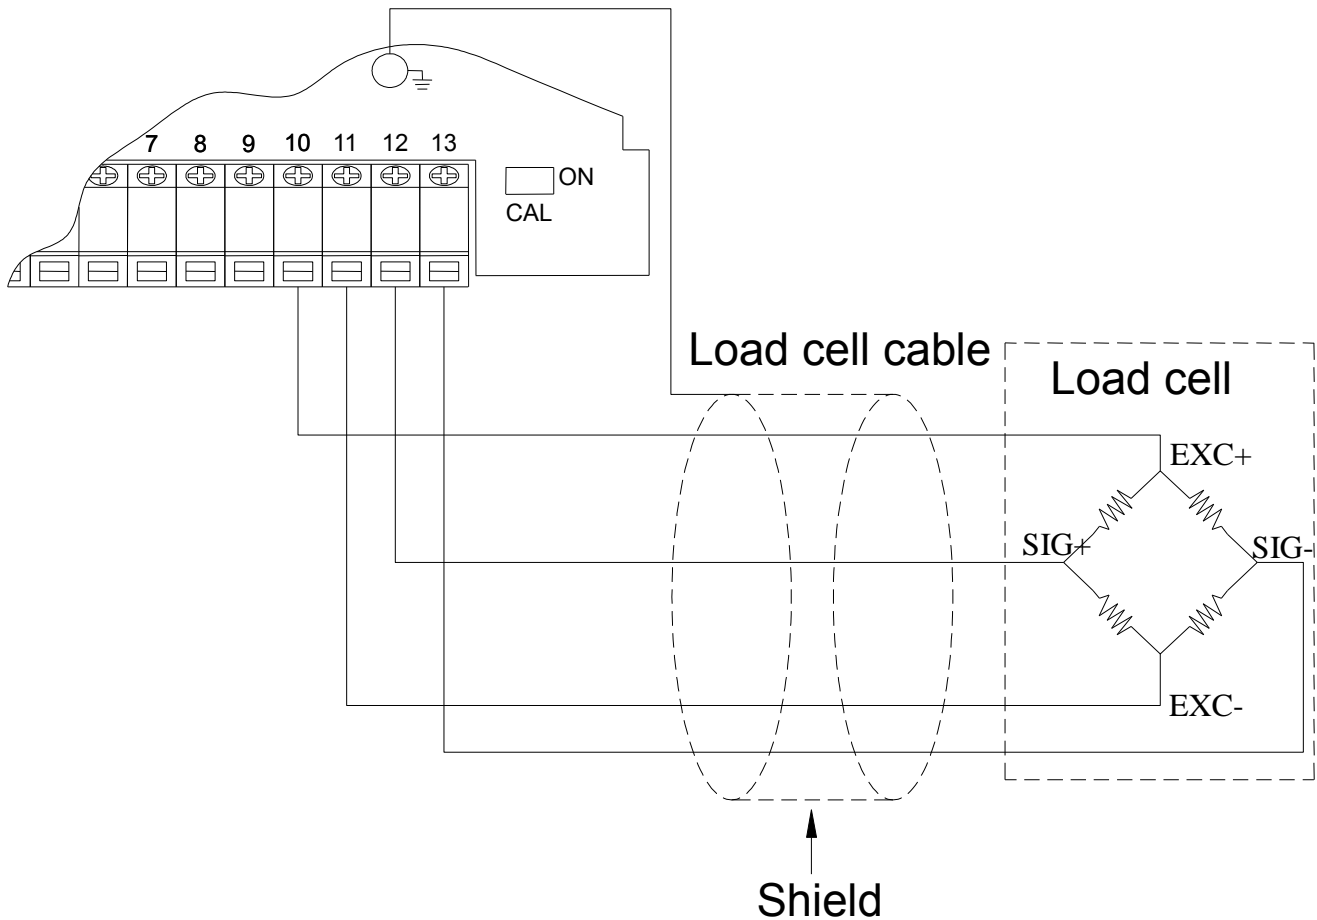 7 8 9 10 11 12 13
ON
CAL
Load cell cable
Load cell
EXC+
SIG+ SIG-
EXC-
Shield